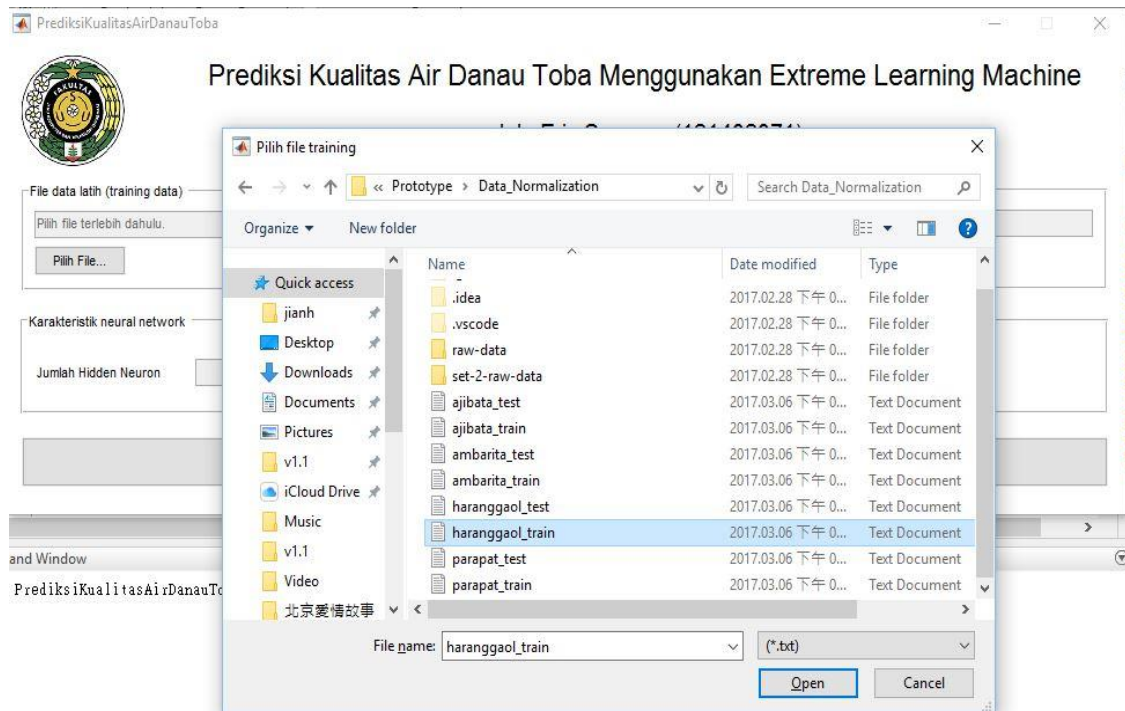 PrediksiKualitasAirDanauToba
FAKULTAS
Prediksi Kualitas Air Danau Toba Menggunakan Extreme Learning Machine
Pilih file training
File data latih (training data)
Pilih file terlebih dahulu.
Pilih File...
Karakteristik neural network
Jumlah Hidden Neuron
« Prototype › Data_Normalization
Search Data_Normalization
Organize
New folder
Quick access
jianh
Desktop
Downloads
Documents
Pictures
v1.1
iCloud Drive
Music
v1.1
Video
北京愛情故事
Name Date modified Type
.idea 2017.02.28 下午 0... File folder
.vscode 2017.02.28 下午 0... File folder
raw-data 2017.02.28 下午 0... File folder
set-2-raw-data 2017.02.28 下午 0... File folder
ajibata_test 2017.03.06 下午 0... Text Document
ajibata_train 2017.03.06 下午 0... Text Document
ambarita_test 2017.03.06 下午 0... Text Document
ambarita_train 2017.03.06 下午 0... Text Document
haranggaol_test 2017.03.06 下午 0... Text Document
haranggaol_train 2017.03.06 下午 0... Text Document
parapat_test 2017.03.06 下午 0... Text Document
parapat_train 2017.03.06 下午 0... Text Document
File name: haranggaol_train (*.txt)
Open Cancel
and Window
PrediksiKualitasAirDanauTo